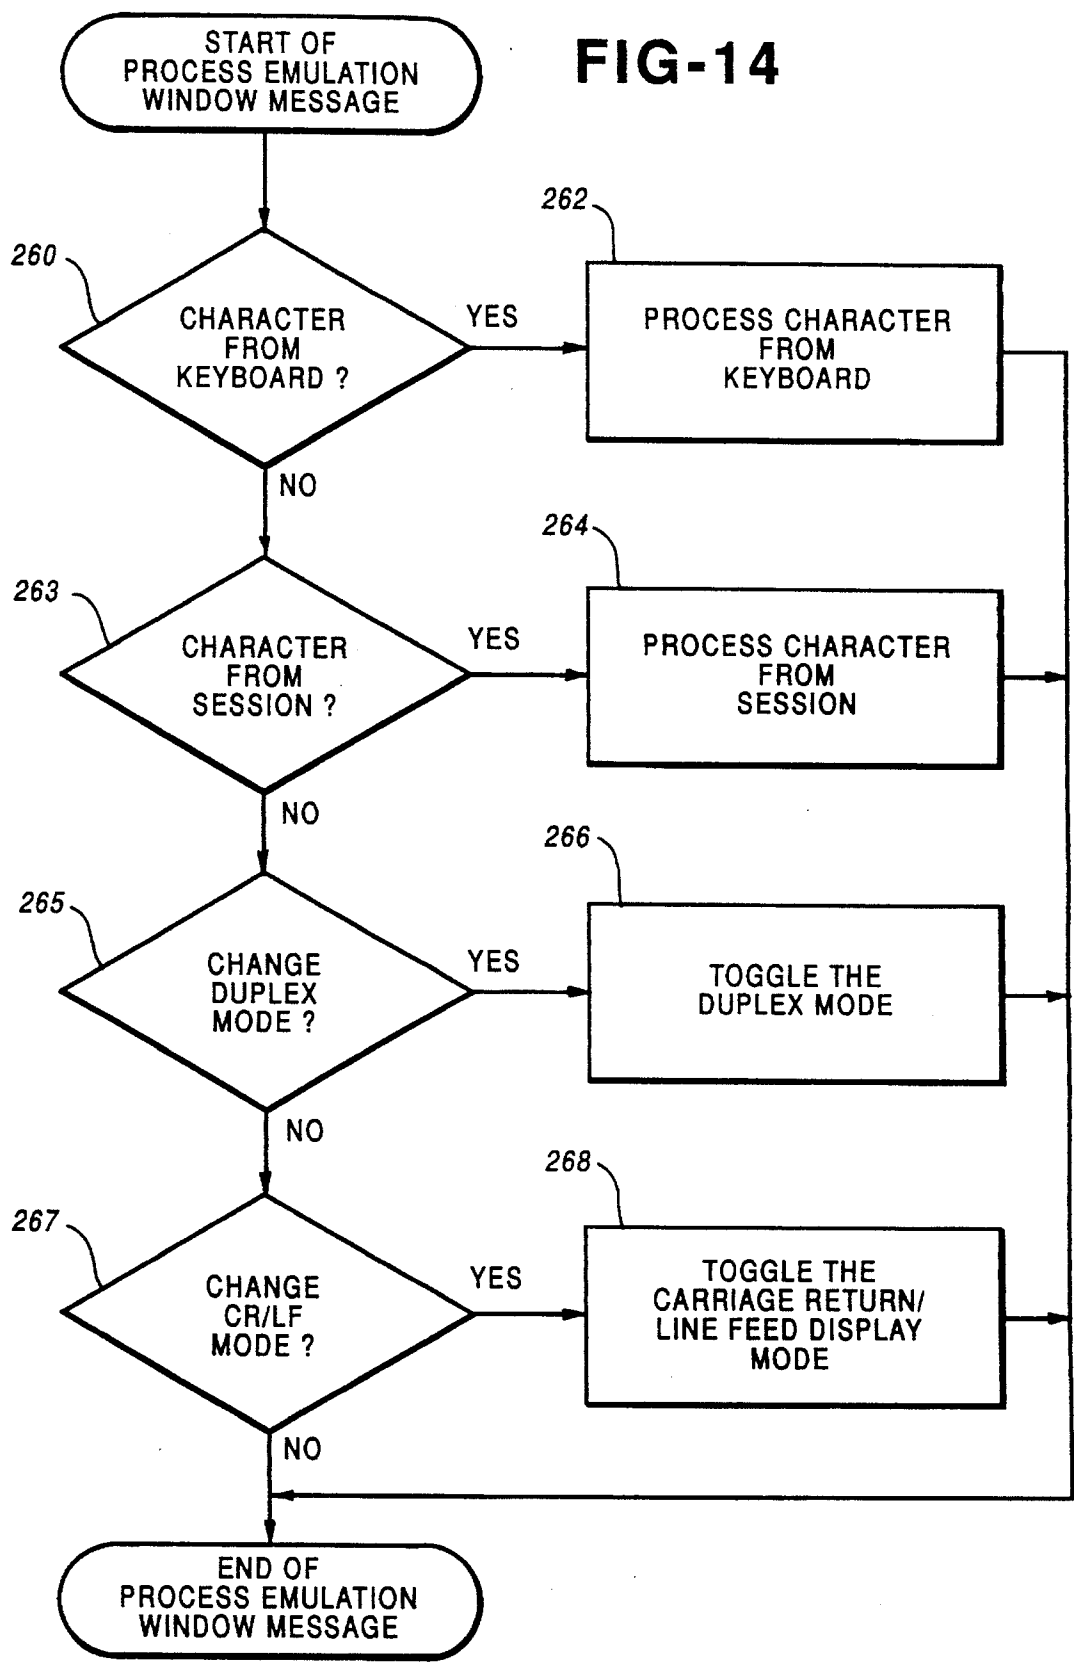 START OF
PROCESS EMULATION
WINDOW MESSAGE
FIG-14
260
CHARACTER
FROM
KEYBOARD ?
YES
262
PROCESS CHARACTER
FROM
KEYBOARD
NO
263
CHARACTER
FROM
SESSION ?
YES
264
PROCESS CHARACTER
FROM
SESSION
NO
265
CHANGE
DUPLEX
MODE ?
YES
266
TOGGLE THE
DUPLEX MODE
NO
267
CHANGE
CR/LF
MODE ?
YES
268
TOGGLE THE
CARRIAGE RETURN/
LINE FEED DISPLAY
MODE
NO
END OF
PROCESS EMULATION
WINDOW MESSAGE